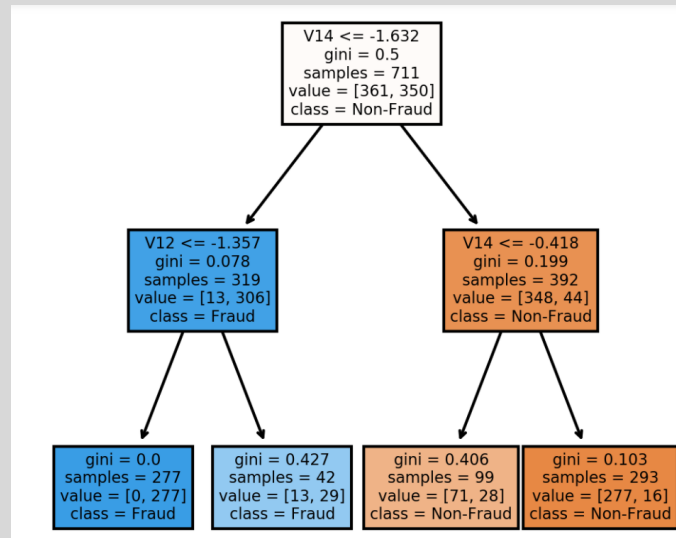 V14 <= -1.632
gini = 0.5
samples = 711
value = [361, 350]
class = Non-Fraud
V12 <= -1.357
gini = 0.078
samples = 319
value = [13, 306]
class = Fraud
V14 <= -0.418
gini = 0.199
samples = 392
value = [348, 44]
class = Non-Fraud
gini = 0.0
samples = 277
value = [0, 277]
class = Fraud
gini = 0.427
samples = 42
value = [13, 29]
class = Fraud
gini = 0.406
samples = 99
value = [71, 28]
class = Non-Fraud
gini = 0.103
samples = 293
value = [277, 16]
class = Non-Fraud